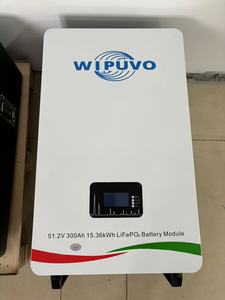 WIPUVO
51.2V 300Ah 15.36kWh LiFePO₄ Battery Module